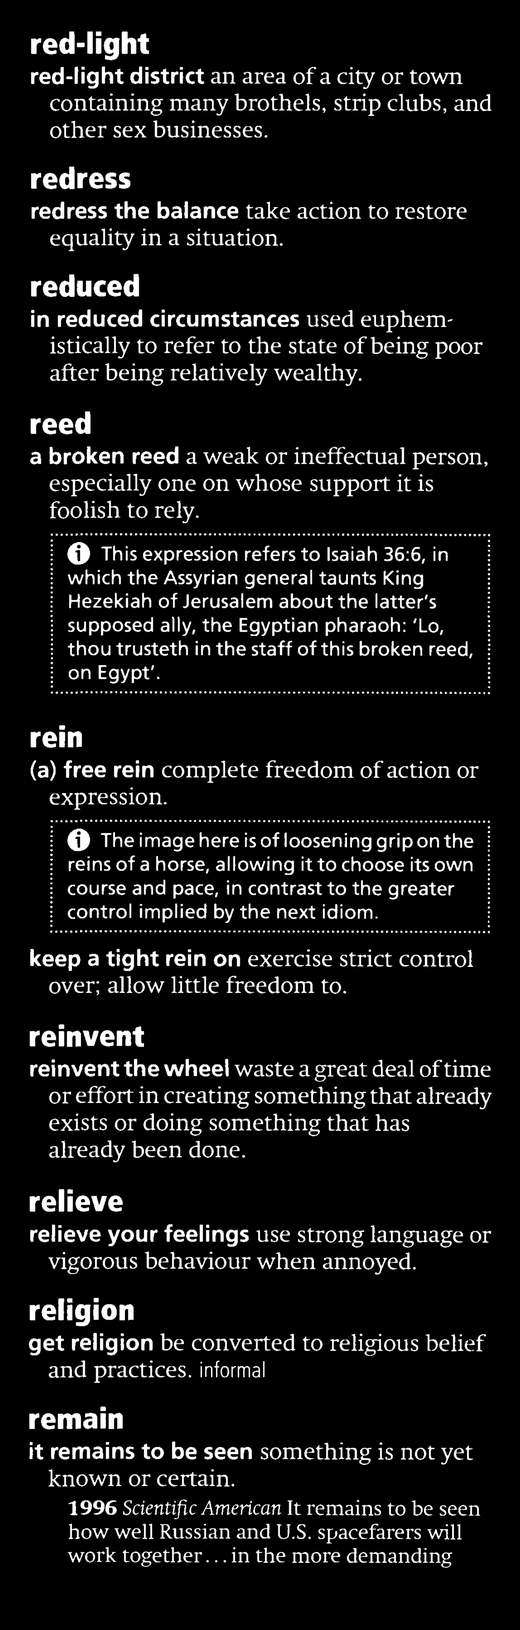 red-light
red-light district an area of a city or town
containing many brothels, strip clubs, and
other sex businesses.
redress
redress the balance take action to restore
equality in a situation.
reduced
in reduced circumstances used euphem-
istically to refer to the state of being poor
after being relatively wealthy.
reed
a broken reed a weak or ineffectual person,
especially one on whose support it is
foolish to rely.
i This expression refers to Isaiah 36:6, in
which the Assyrian general taunts King
Hezekiah of Jerusalem about the latter's
supposed ally, the Egyptian pharaoh: 'Lo,
thou trusteth in the staff of this broken reed,
on Egypt'.
rein
(a) free rein complete freedom of action or
expression.
i The image here is of loosening grip on the
reins of a horse, allowing it to choose its own
course and pace, in contrast to the greater
control implied by the next idiom.
keep a tight rein on exercise strict control
over; allow little freedom to.
reinvent
reinvent the wheel waste a great deal of time
or effort in creating something that already
exists or doing something that has
already been done.
relieve
relieve your feelings use strong language or
vigorous behaviour when annoyed.
religion
get religion be converted to religious belief
and practices. informal
remain
it remains to be seen something is not yet
known or certain.
1996 Scientific American It remains to be seen
how well Russian and U.S. spacefarers will
work together...in the more demanding